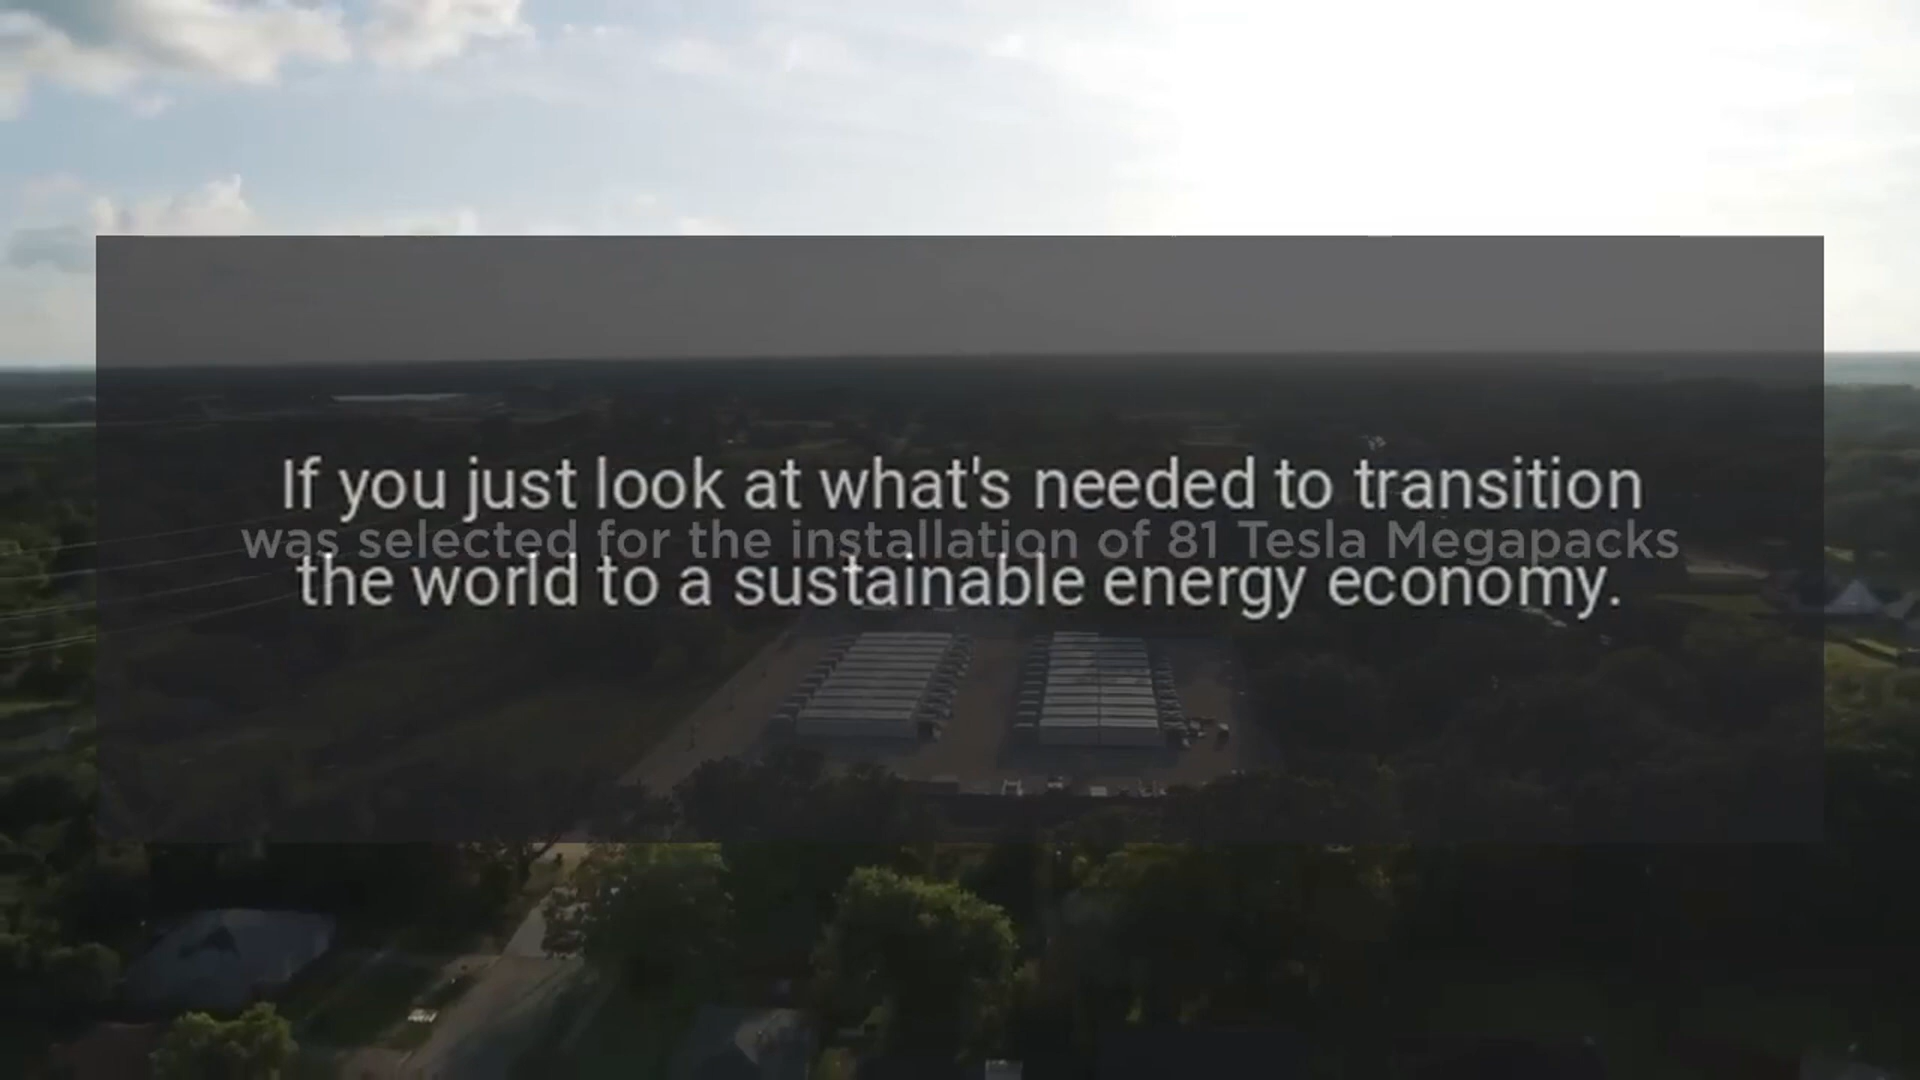 If you just look at what's needed to transition
was selected for the installation of 81 Tesla Megapacks
the world to a sustainable energy economy.